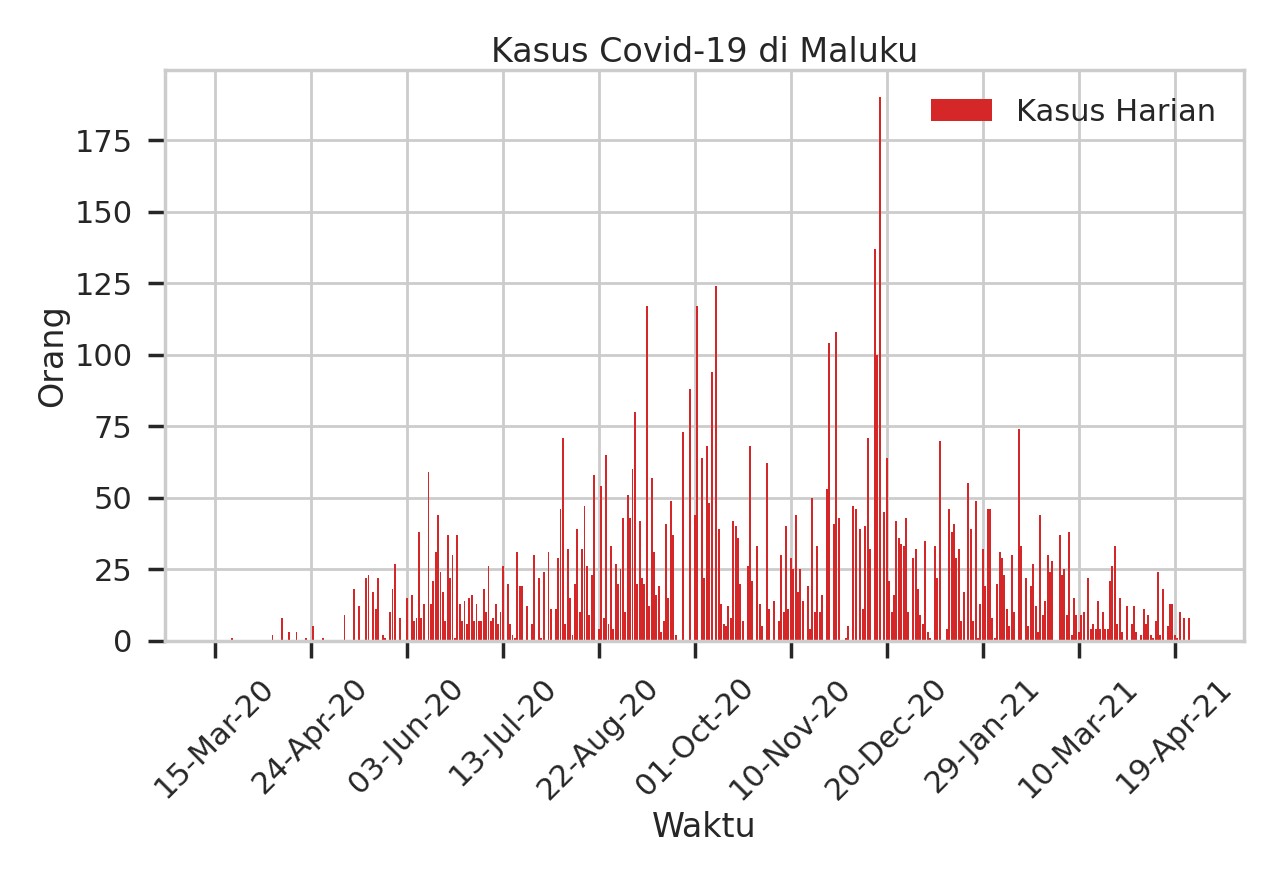 Kasus Covid-19 di Maluku
Kasus Harian
Orang
175
150
125
100
75
50
25
0
15-Mar-20
24-Apr-20
03-Jun-20
13-Jul-20
22-Aug-20
01-Oct-20
10-Nov-20
20-Dec-20
29-Jan-21
10-Mar-21
19-Apr-21
Waktu